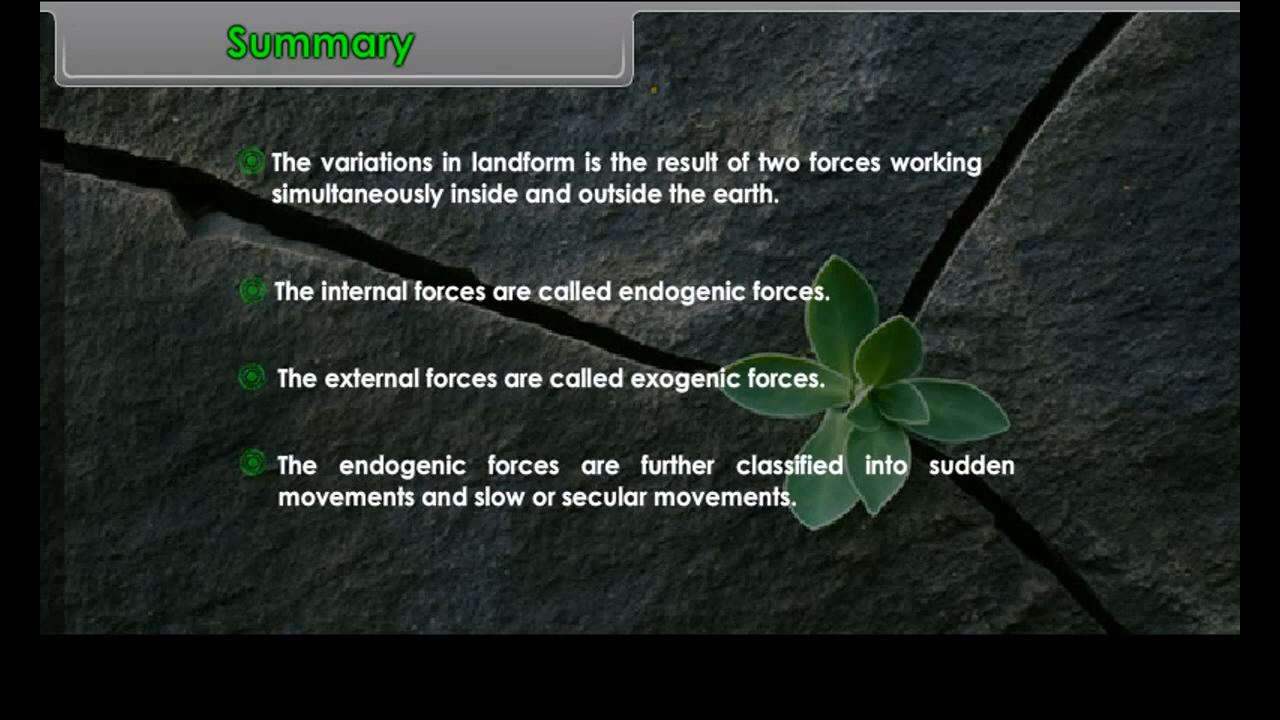 Summary
The variations in landform is the result of two forces working
simultaneously inside and outside the earth.
The internal forces are called endogenic forces.
The external forces are called exogenic forces.
The endogenic forces are further classified into sudden
movements and slow or secular movements.